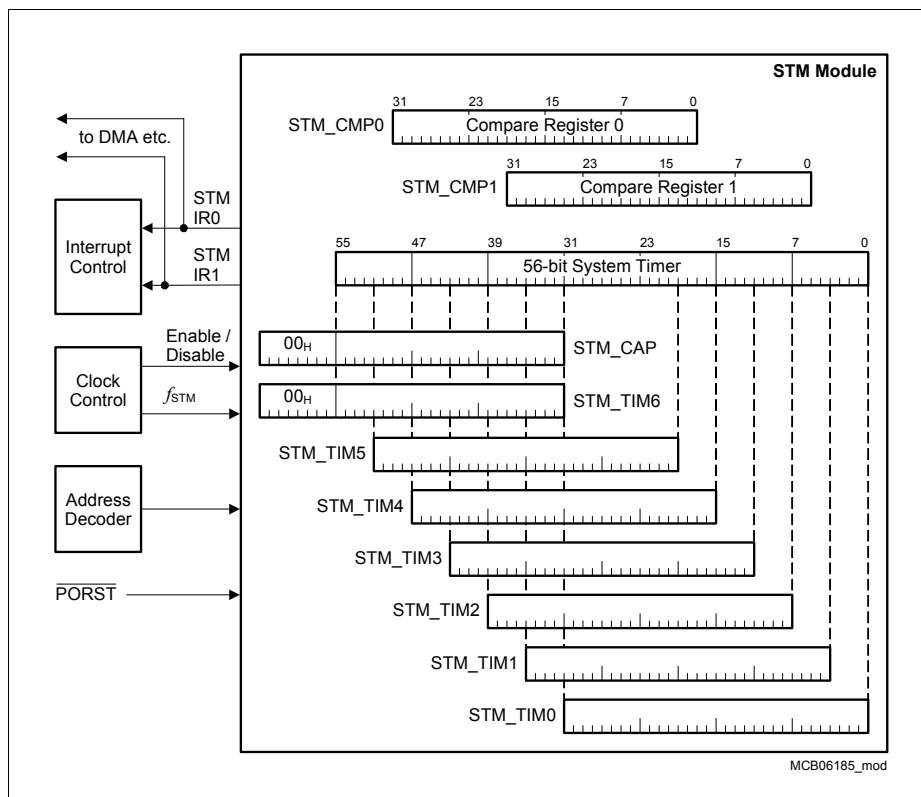 STM Module
31 23 15 7 0
STM_CMP0 Compare Register 0
31 23 15 7 0
STM_CMP1 Compare Register 1
to DMA etc.
STM
IR0
STM
IR1
Interrupt
Control
55 47 39 31 23 15 7 0
56-bit System Timer
Enable /
Disable
Clock
Control
fSTM
00H STM_CAP
00H STM_TIM6
STM_TIM5
Address
Decoder
STM_TIM4
STM_TIM3
PORST
STM_TIM2
STM_TIM1
STM_TIM0
MCB06185_mod